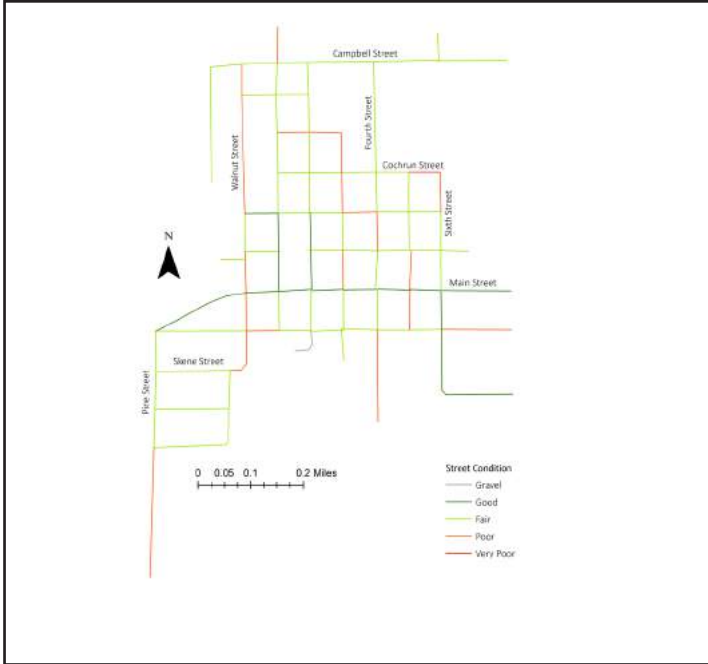 Campbell Street
Fourth Street
Walnut Street
Cochrun Street
Sixth Street
N
Main Street
Skene Street
Pine Street
0 0.05 0.1 0.2 Miles
Street Condition
Gravel
Good
Fair
Poor
Very Poor